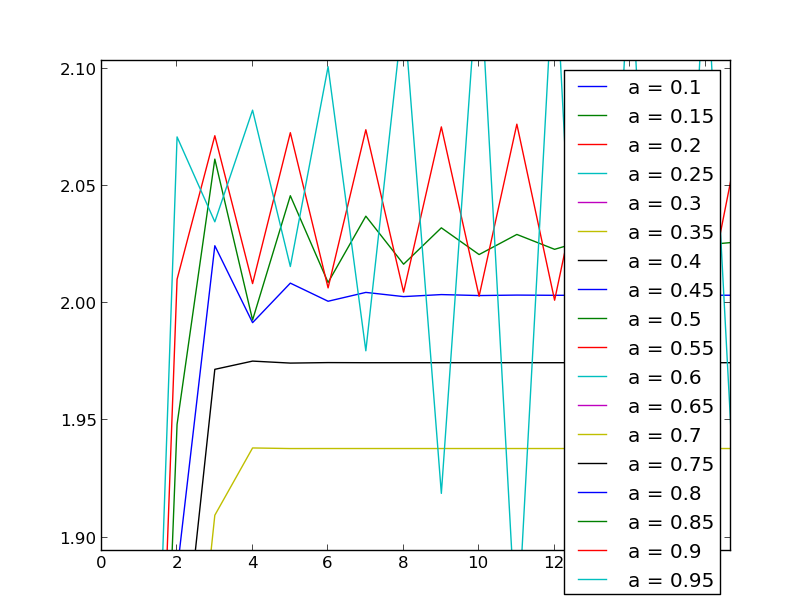 2.10
2.05
2.00
1.95
1.90
0 2 4 6 8 10 12
a = 0.1
a = 0.15
a = 0.2
a = 0.25
a = 0.3
a = 0.35
a = 0.4
a = 0.45
a = 0.5
a = 0.55
a = 0.6
a = 0.65
a = 0.7
a = 0.75
a = 0.8
a = 0.85
a = 0.9
a = 0.95